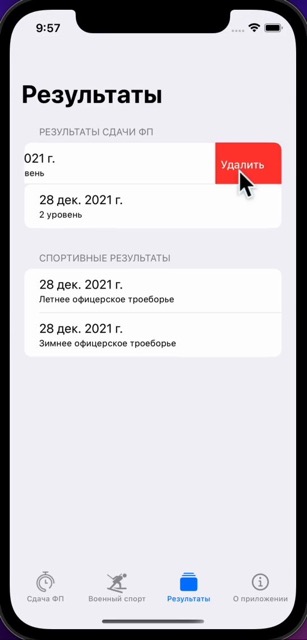 9:57
Результаты
РЕЗУЛЬТАТЫ СДАЧИ ФП
021 г.
вень
Удалить
28 дек. 2021 г.
2 уровень
СПОРТИВНЫЕ РЕЗУЛЬТАТЫ
28 дек. 2021 г.
Летнее офицерское троеборье
28 дек. 2021 г.
Зимнее офицерское троеборье
Сдача ФП
Военный спорт
Результаты
О приложении